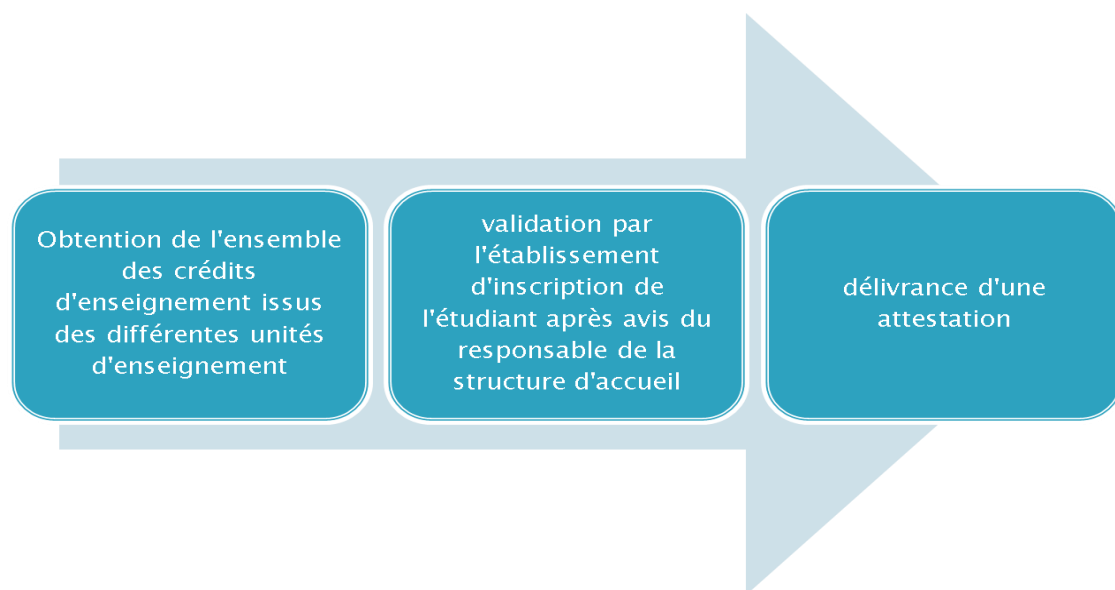 Obtention de l'ensemble
des crédits
d'enseignement issus
des différentes unités
d'enseignement
validation par
l'établissement
d'inscription de
l'étudiant après avis du
responsable de la
structure d'accueil
délivrance d'une
attestation